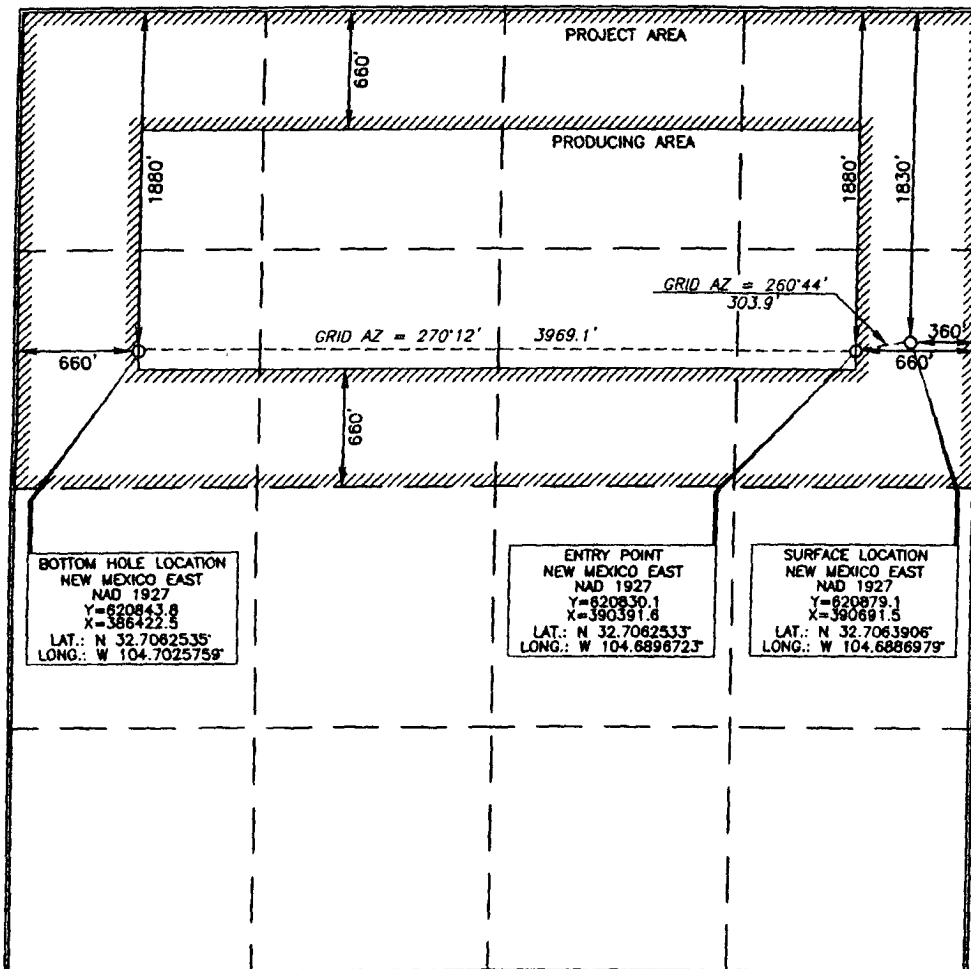 PROJECT AREA
660'
PRODUCING AREA
1880'
1880'
1830'
GRID AZ = 260°44'
303.9'
GRID AZ = 270°12' 3969.1'
360'
660'
660'
660'
BOTTOM HOLE LOCATION
NEW MEXICO EAST
NAD 1927
Y=620843.8
X=386422.5
LAT.: N 32.7062535°
LONG.: W 104.7025759°
ENTRY POINT
NEW MEXICO EAST
NAD 1927
Y=620830.1
X=390391.6
LAT.: N 32.7062533°
LONG.: W 104.6896723°
SURFACE LOCATION
NEW MEXICO EAST
NAD 1927
Y=620879.1
X=390691.5
LAT.: N 32.7063906°
LONG.: W 104.6886979°